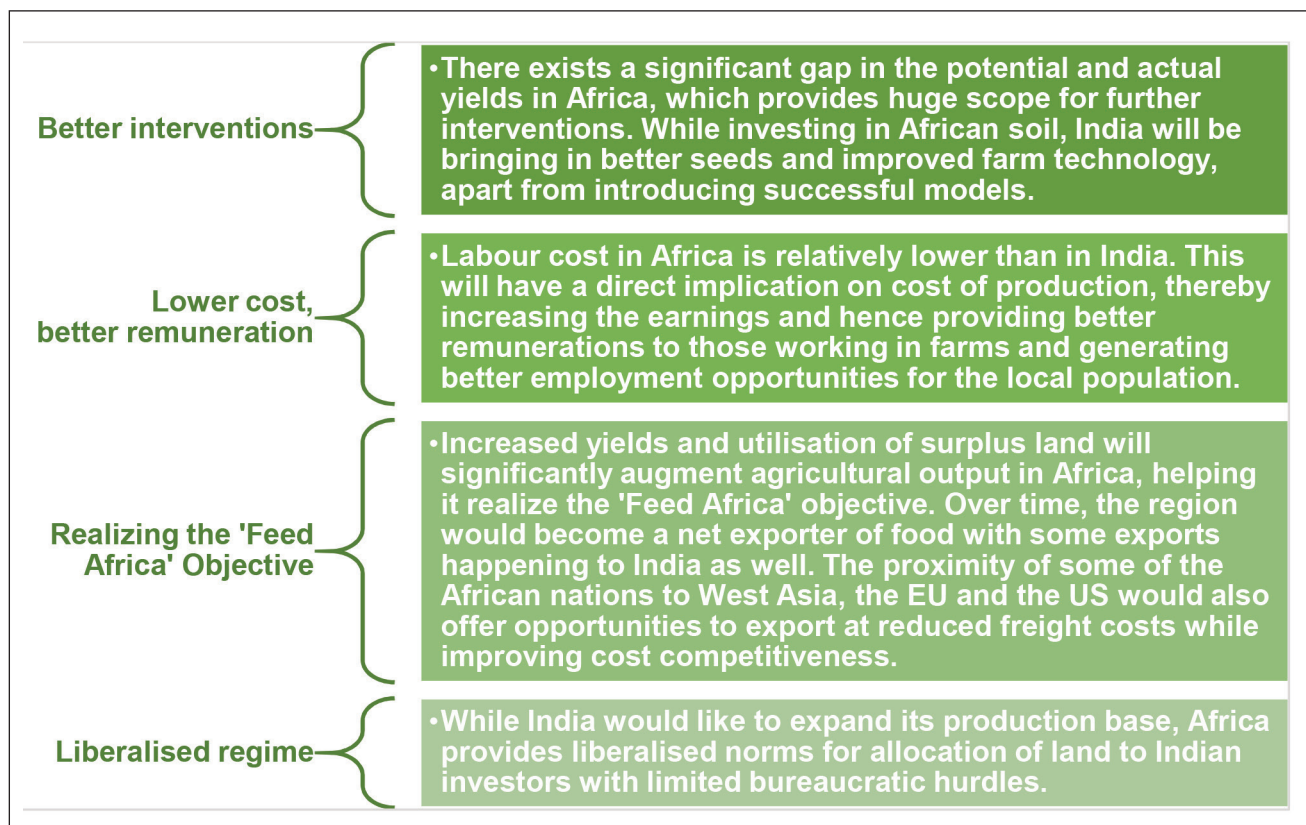 Better interventions
•There exists a significant gap in the potential and actual
yields in Africa, which provides huge scope for further
interventions. While investing in African soil, India will be
bringing in better seeds and improved farm technology,
apart from introducing successful models.
Lower cost,
better remuneration
•Labour cost in Africa is relatively lower than in India. This
will have a direct implication on cost of production, thereby
increasing the earnings and hence providing better
remunerations to those working in farms and generating
better employment opportunities for the local population.
Realizing the 'Feed
Africa' Objective
•Increased yields and utilisation of surplus land will
significantly augment agricultural output in Africa, helping
it realize the 'Feed Africa' objective. Over time, the region
would become a net exporter of food with some exports
happening to India as well. The proximity of some of the
African nations to West Asia, the EU and the US would also
offer opportunities to export at reduced freight costs while
improving cost competitiveness.
Liberalised regime
•While India would like to expand its production base, Africa
provides liberalised norms for allocation of land to Indian
investors with limited bureaucratic hurdles.